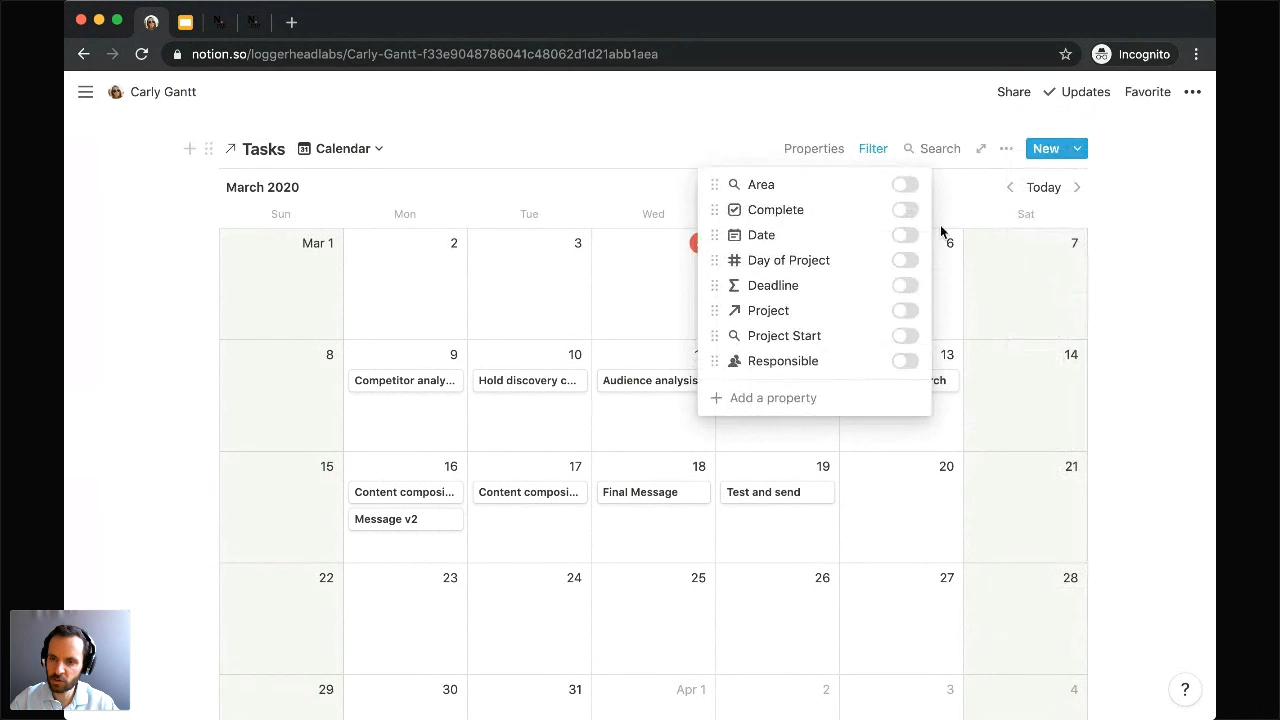 notion.so/loggerheadlabs/Carly-Gantt-f33e9048786041c48062d1d21abb1aea
Incognito
Carly Gantt
Share
Updates
Favorite
Tasks
31
Calendar
Properties
Filter
Search
New
March 2020
Today
Sun
Mon
Tue
Wed
Sat
Area
Complete
Date
Day of Project
Deadline
Project
Project Start
Responsible
Add a property
Mar 1
2
3
6
7
8
9
10
13
14
Competitor analy...
Hold discovery c...
Audience analysis
rch
15
16
17
18
19
20
21
Content composi...
Content composi...
Final Message
Test and send
Message v2
22
23
24
25
26
27
28
29
30
31
Apr 1
2
3
4
?